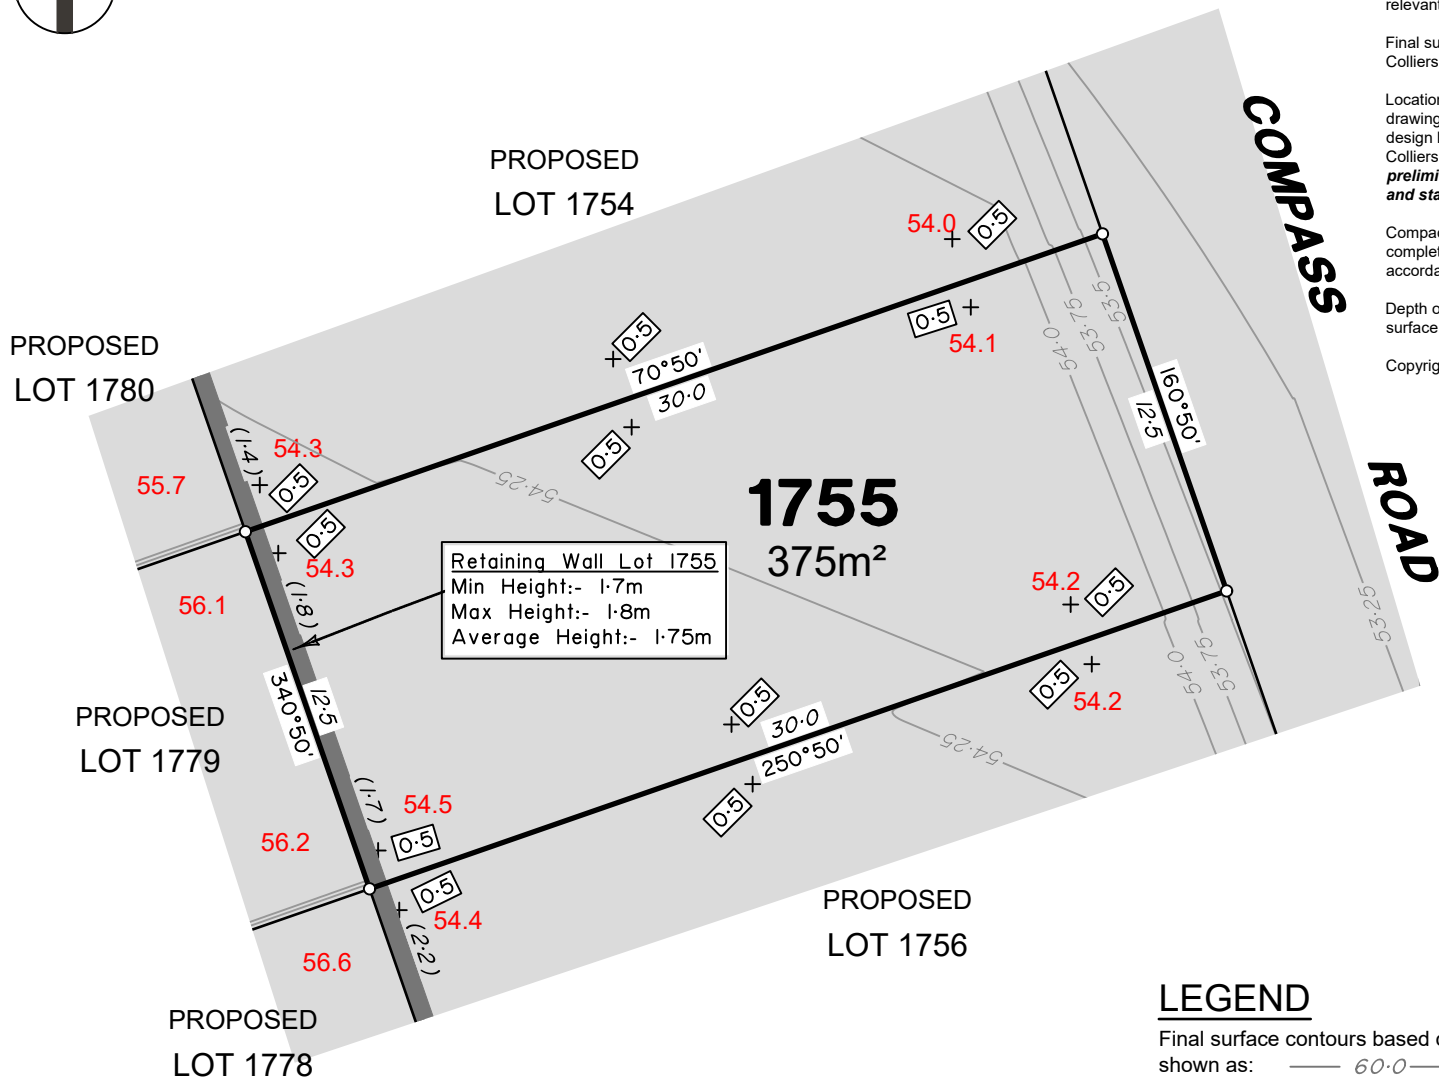 relevant
Final su
Colliers
Location
drawing
design l
Colliers
prelimi
and sta
Compac
complet
accorda
Depth o
surface
Copyrig
COMPASS
ROAD
PROPOSED
LOT 1754
54.0
0·5
0·5
54.1
0·5
70°50'
30·0
0·5
53·5
53·75
54·0
160°50'
12·5
PROPOSED
LOT 1780
(1·4)
54.3
0·5
55.7
0·5
54.3
54·25
1755
375m²
Retaining Wall Lot 1755
Min Height:- 1·7m
Max Height:- 1·8m
Average Height:- 1·75m
56.1
(1·8)
54.2
0·5
53·25
340°50'
12·5
PROPOSED
LOT 1779
0·5
30·0
250°50'
0·5
0·5
54.2
54·0
53·75
54·25
(1·7)
54.5
0·5
56.2
0·5
54.4
(2·2)
56.6
PROPOSED
LOT 1756
PROPOSED
LOT 1778
LEGEND
Final surface contours based o
shown as: 60·0